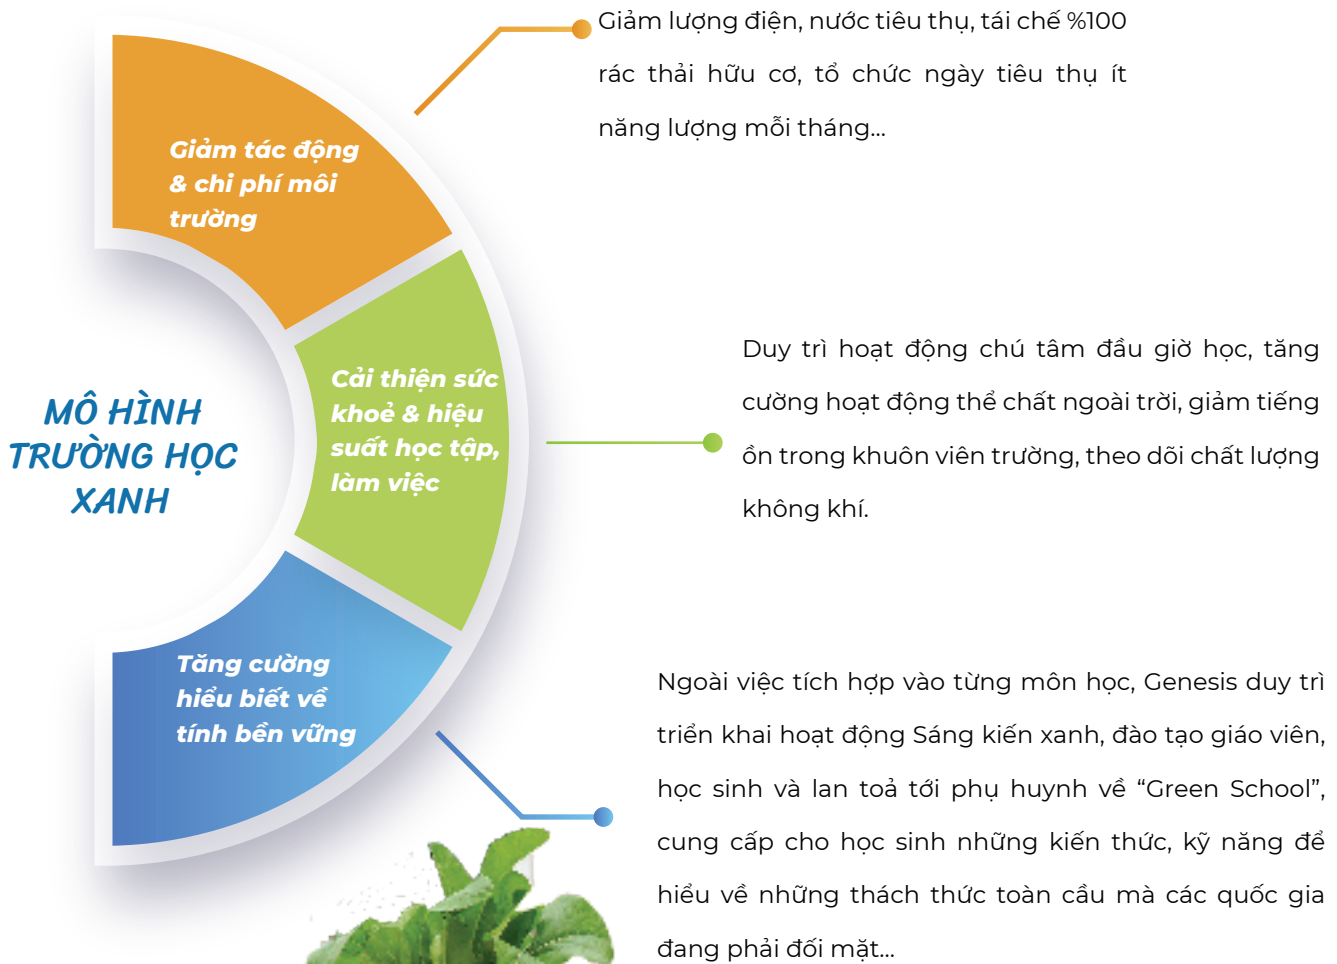 MÔ HÌNH
TRƯỜNG HỌC
XANH
Giảm tác động
& chi phí môi
trường
Giảm lượng điện, nước tiêu thụ, tái chế %100
rác thải hữu cơ, tổ chức ngày tiêu thụ ít
năng lượng mỗi tháng...
Cải thiện sức
khoẻ & hiệu
suất học tập,
làm việc
Duy trì hoạt động chú tâm đầu giờ học, tăng
cường hoạt động thể chất ngoài trời, giảm tiếng
ồn trong khuôn viên trường, theo dõi chất lượng
không khí.
Tăng cường
hiểu biết về
tính bền vững
Ngoài việc tích hợp vào từng môn học, Genesis duy trì
triển khai hoạt động Sáng kiến xanh, đào tạo giáo viên,
học sinh và lan toả tới phụ huynh về “Green School”,
cung cấp cho học sinh những kiến thức, kỹ năng để
hiểu về những thách thức toàn cầu mà các quốc gia
đang phải đối mặt...